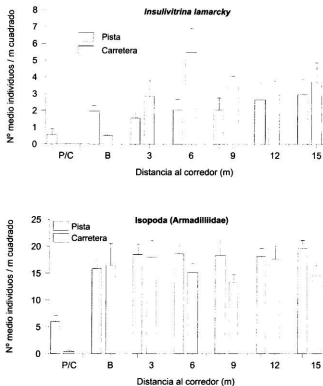 Insulivitrina lamarcky
Nº medio individuos / m cuadrado
8
7
6
5
4
3
2
1
0
Pista
Carretera
P/C B 3 6 9 12 15
Distancia al corredor (m)
Isopoda (Armadilliidae)
Nº medio individuos / m cuadrado
25
20
15
10
5
0
Pista
Carretera
P/C B 3 6 9 12 15
Distancia al corredor (m)